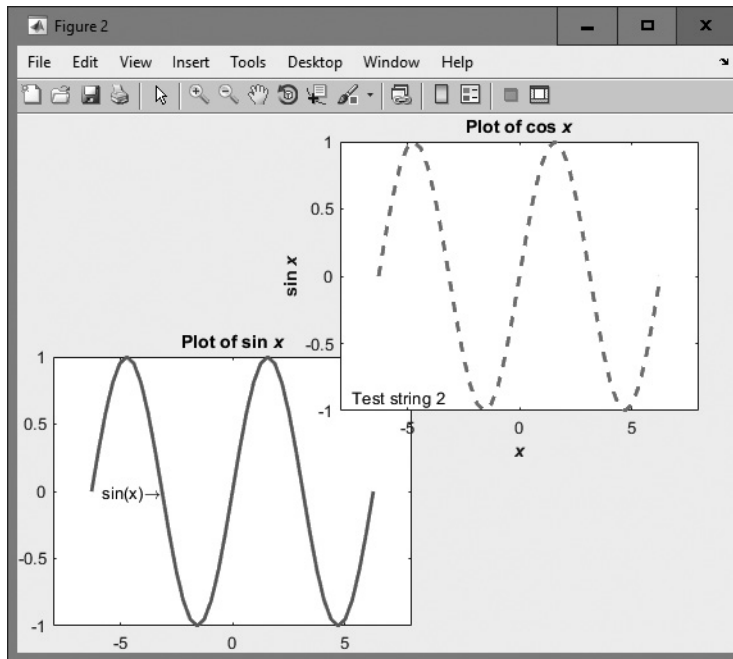 Figure 2
File Edit View Insert Tools Desktop Window Help
Plot of cos x
1
0.5
0
-0.5
-1
sin x
Test string 2
-5 0 5
x
Plot of sin x
1
0.5
0
-0.5
-1
sin(x)→
-5 0 5